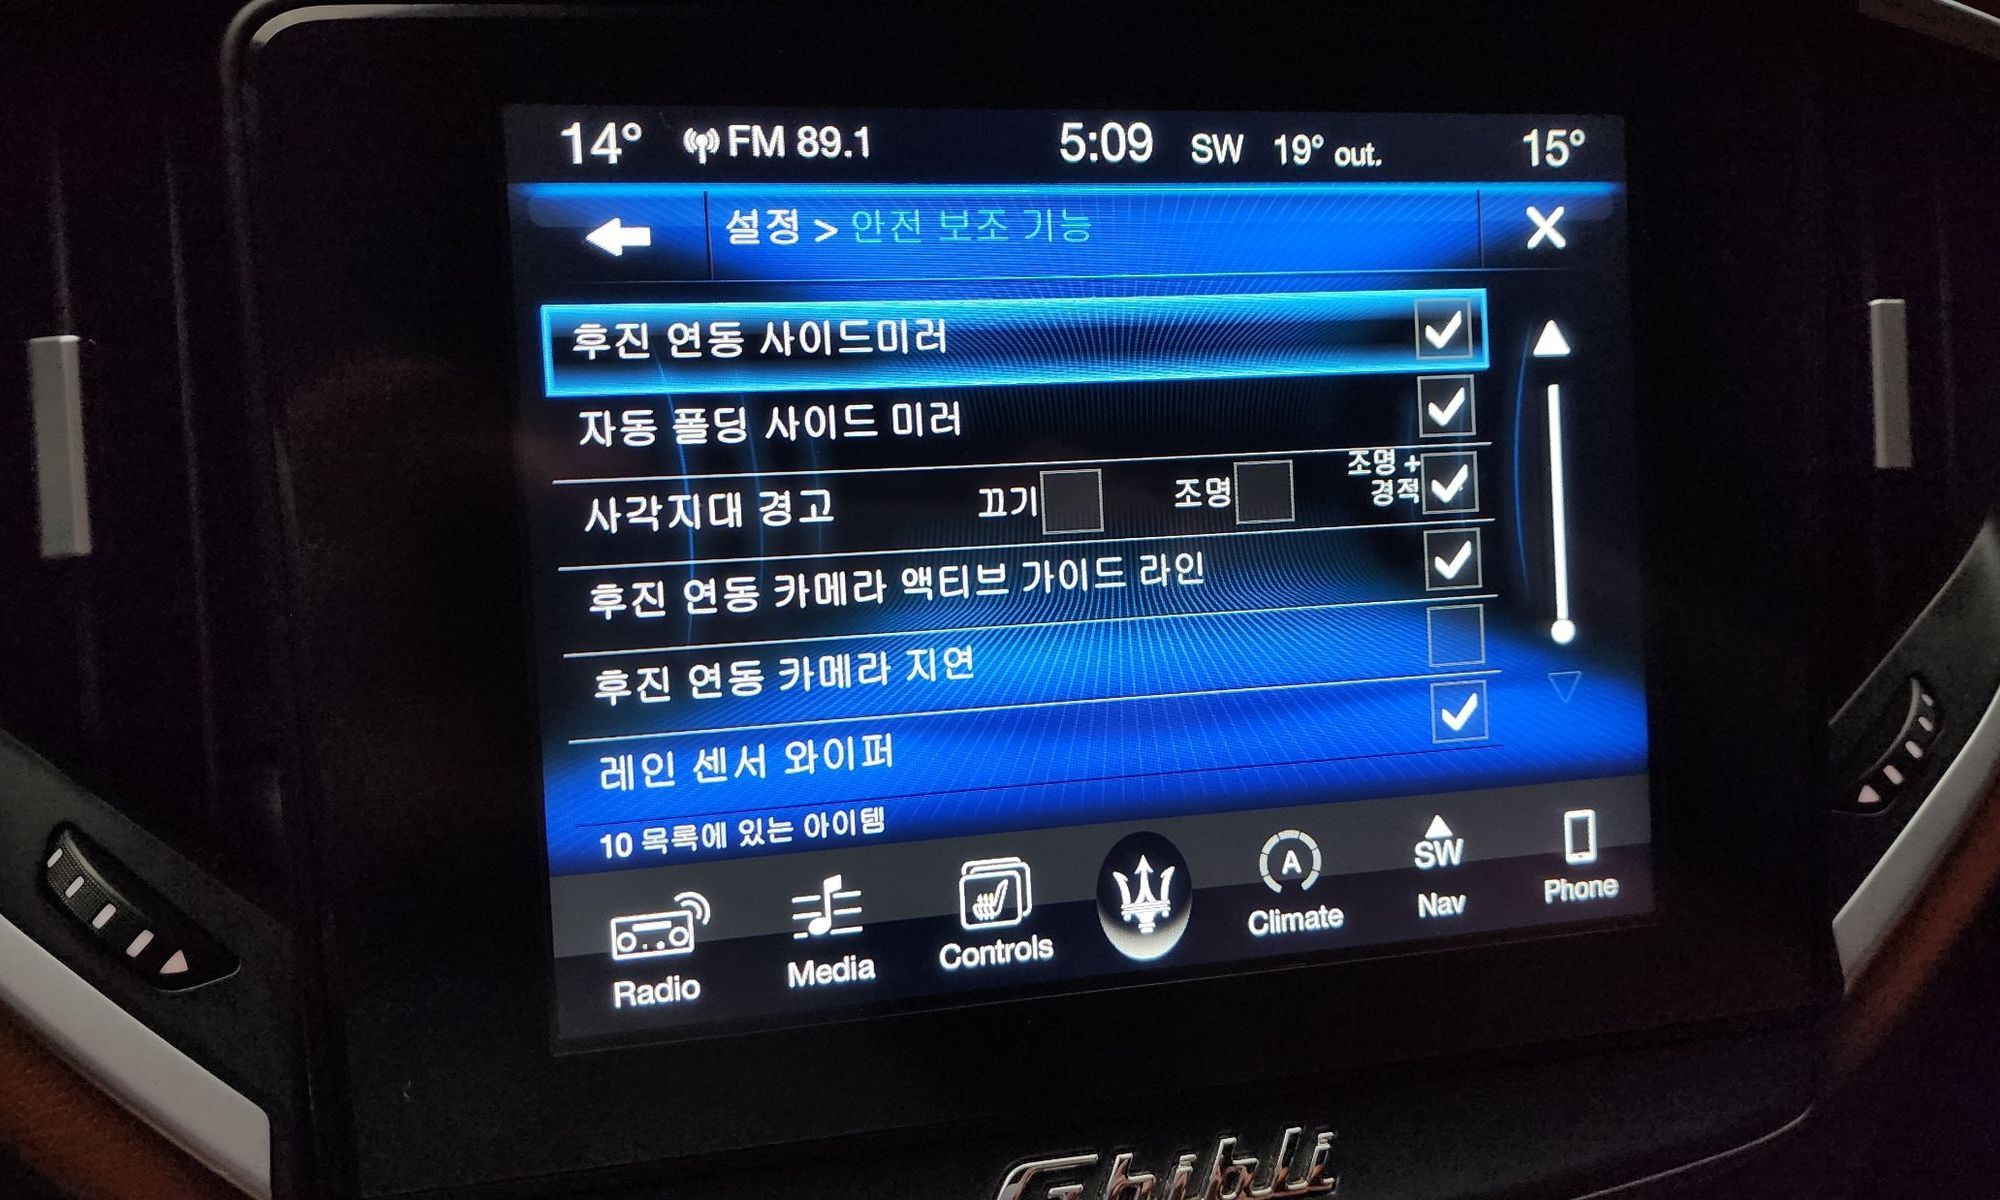 14° FM 89.1 5:09 SW 19° out. 15°
설정 > 안전 보조 기능
후진 연동 사이드미러
자동 폴딩 사이드 미러
사각지대 경고 끄기 조명 조명 +
경적
후진 연동 카메라 액티브 가이드 라인
후진 연동 카메라 지연
레인 센서 와이퍼
10 목록에 있는 아이템
A SW
Radio Media Controls Climate Nav Phone
Ghibli